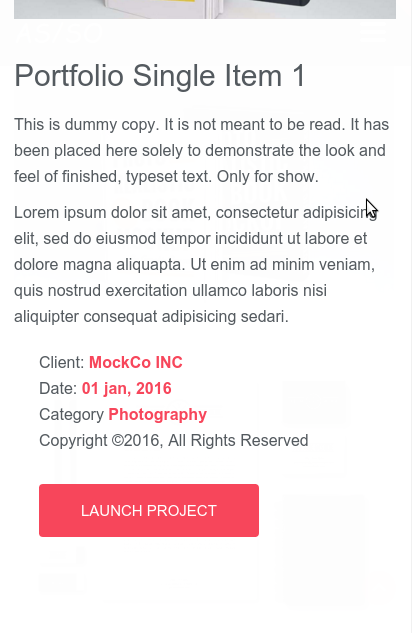 Portfolio Single Item 1
This is dummy copy. It is not meant to be read. It has
been placed here solely to demonstrate the look and
feel of finished, typeset text. Only for show.
Lorem ipsum dolor sit amet, consectetur adipisicing
elit, sed do eiusmod tempor incididunt ut labore et
dolore magna aliquapta. Ut enim ad minim veniam,
quis nostrud exercitation ullamco laboris nisi
aliquipter consequat adipisicing sedari.
Client: MockCo INC
Date: 01 jan, 2016
Category Photography
Copyright ©2016, All Rights Reserved
LAUNCH PROJECT